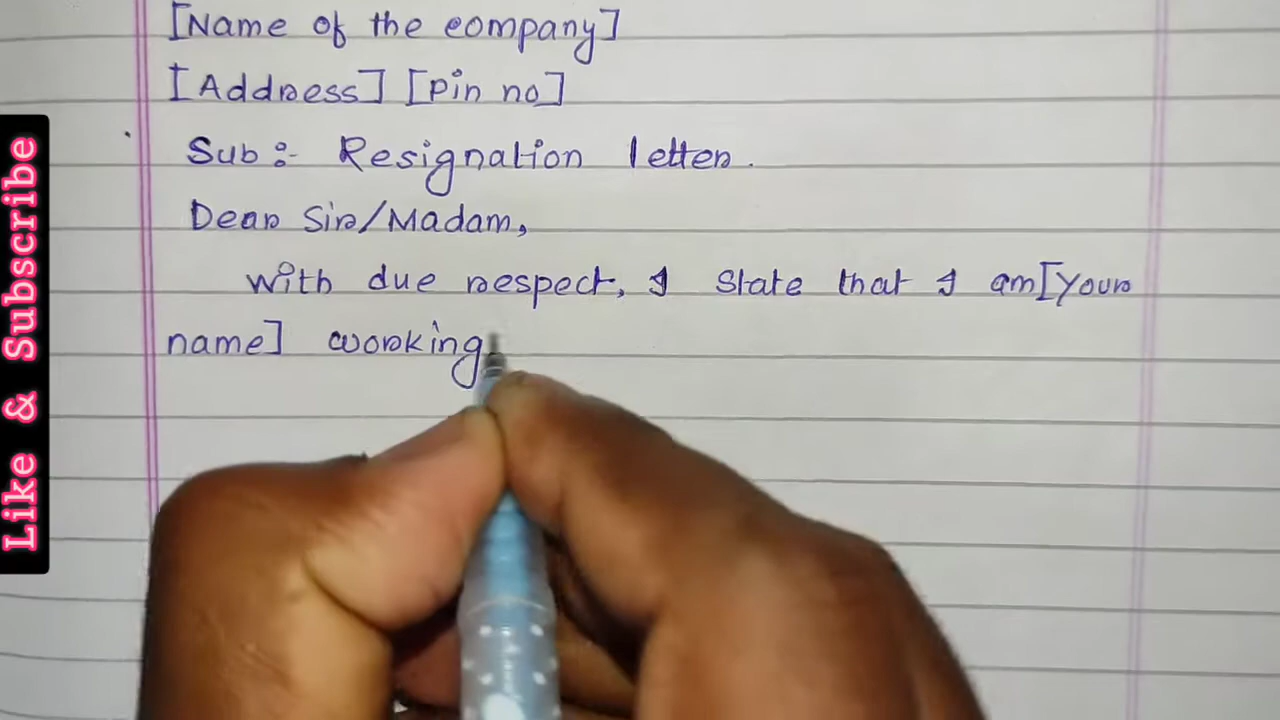 [Name of the company]
[Address] [Pin no]
Sub :- Resignation letter.
Dear Sir/Madam,
With due respect, I state that I am [your
name] working
Like & Subscribe